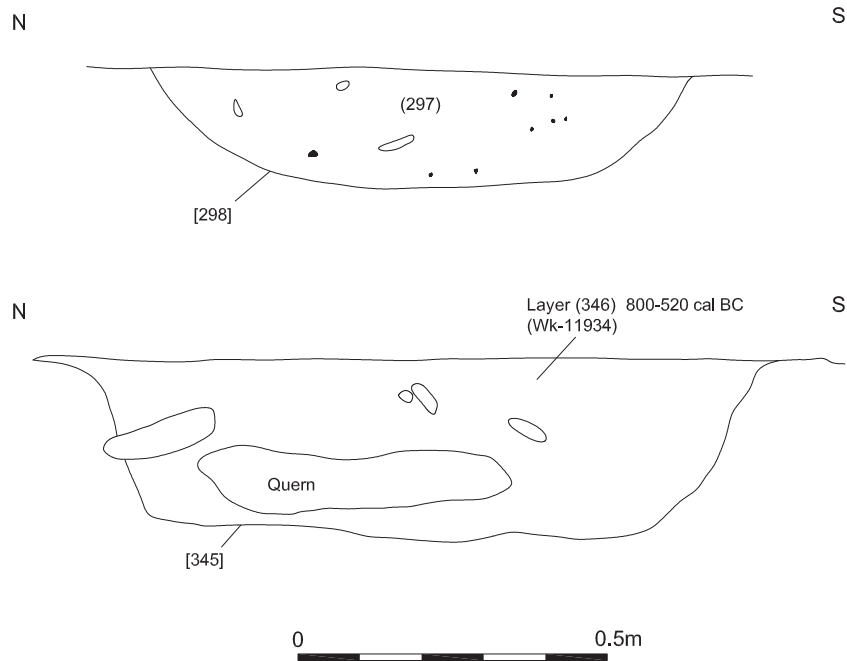 N
S
(297)
[298]
N
S
Layer (346) 800-520 cal BC
(Wk-11934)
Quern
[345]
0
0.5m